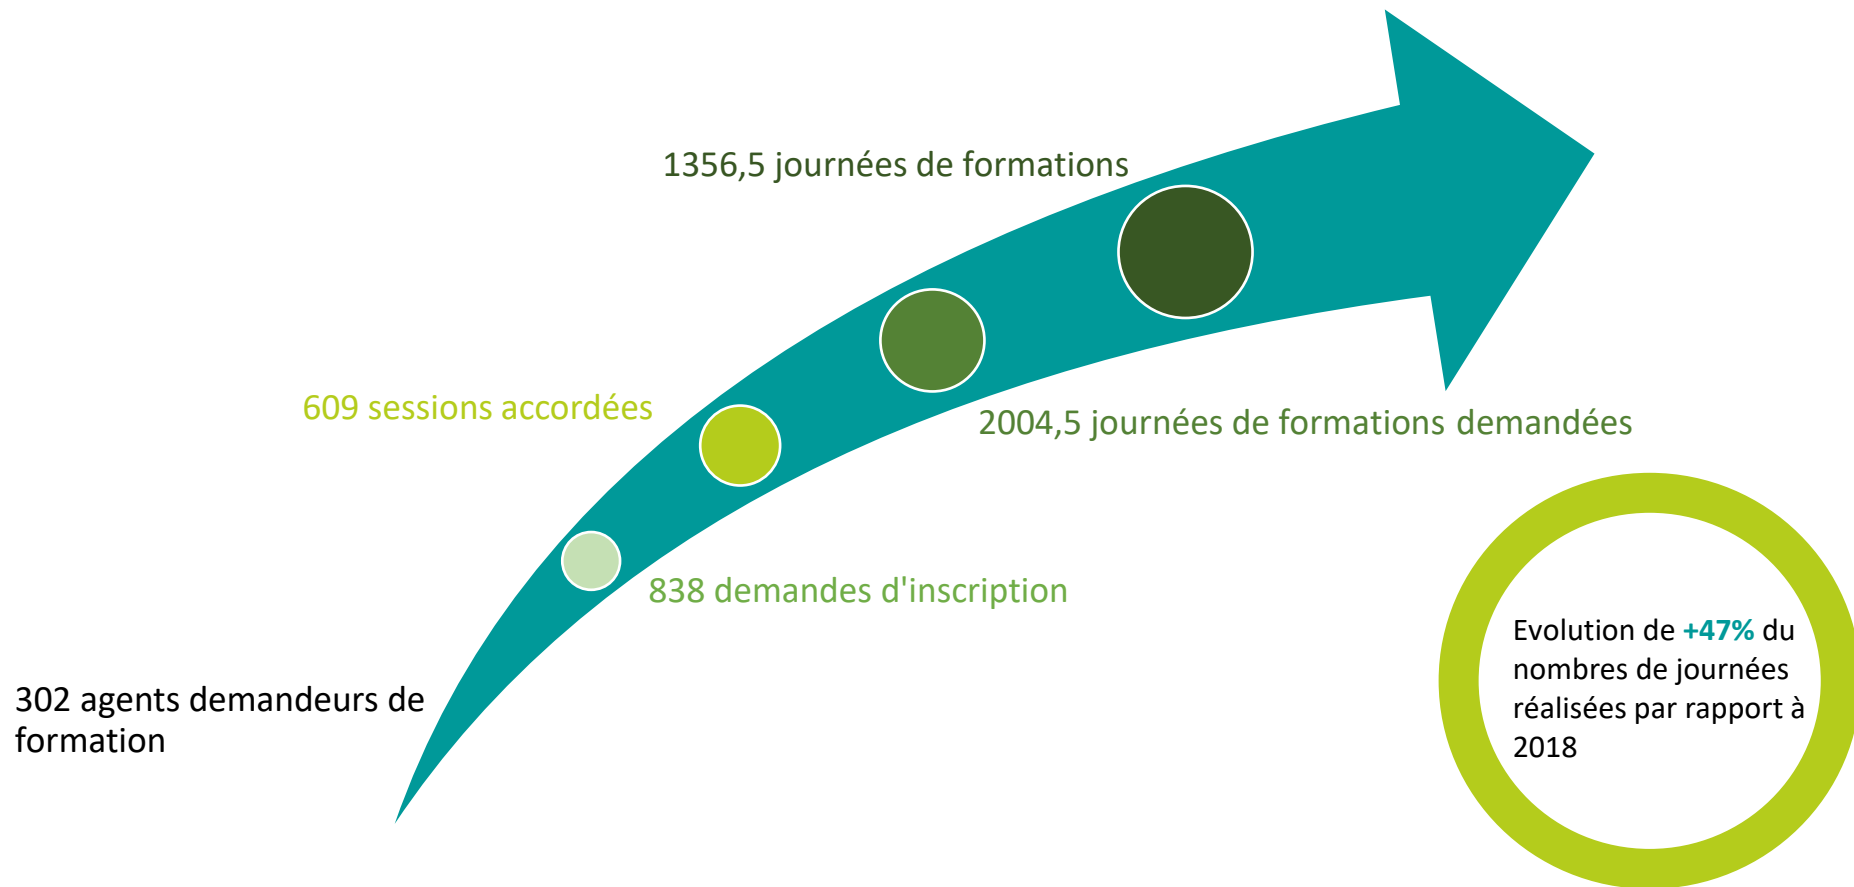 1356,5 journées de formations
609 sessions accordées
2004,5 journées de formations demandées
838 demandes d'inscription
302 agents demandeurs de
formation
Evolution de +47% du
nombres de journées
réalisées par rapport à
2018